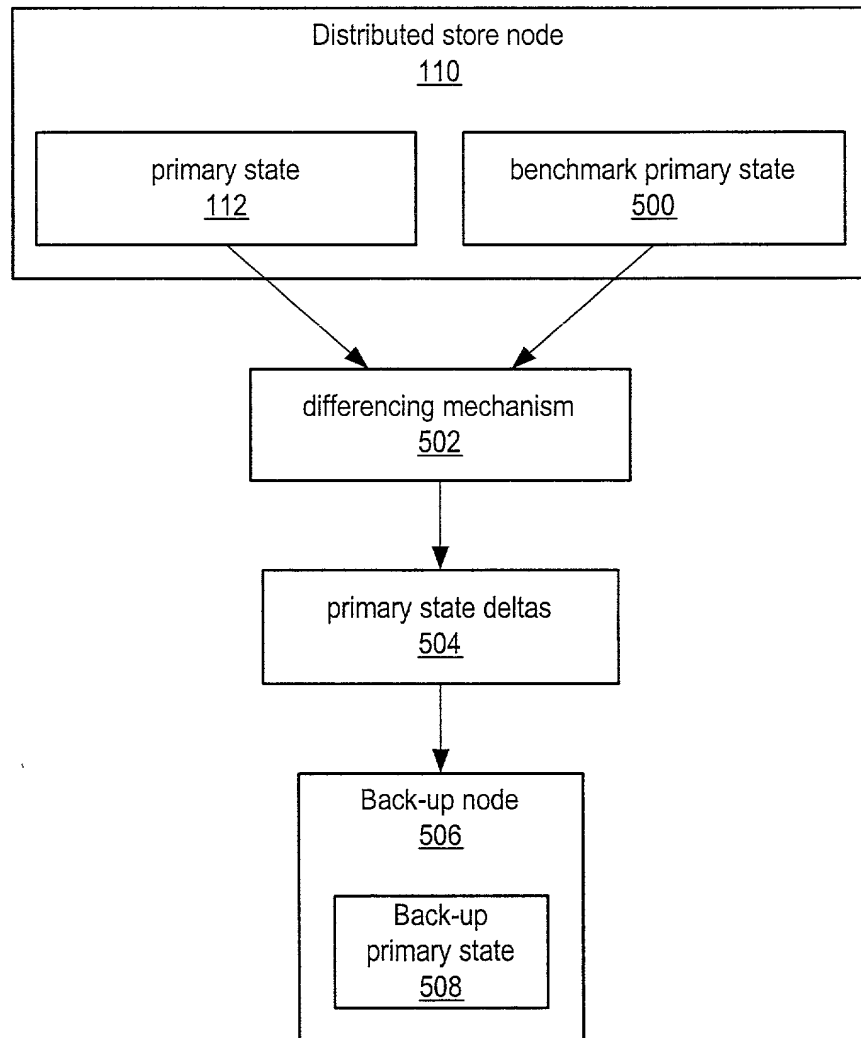 Distributed store node
110
primary state
112
benchmark primary state
500
differencing mechanism
502
primary state deltas
504
Back-up node
506
Back-up
primary state
508